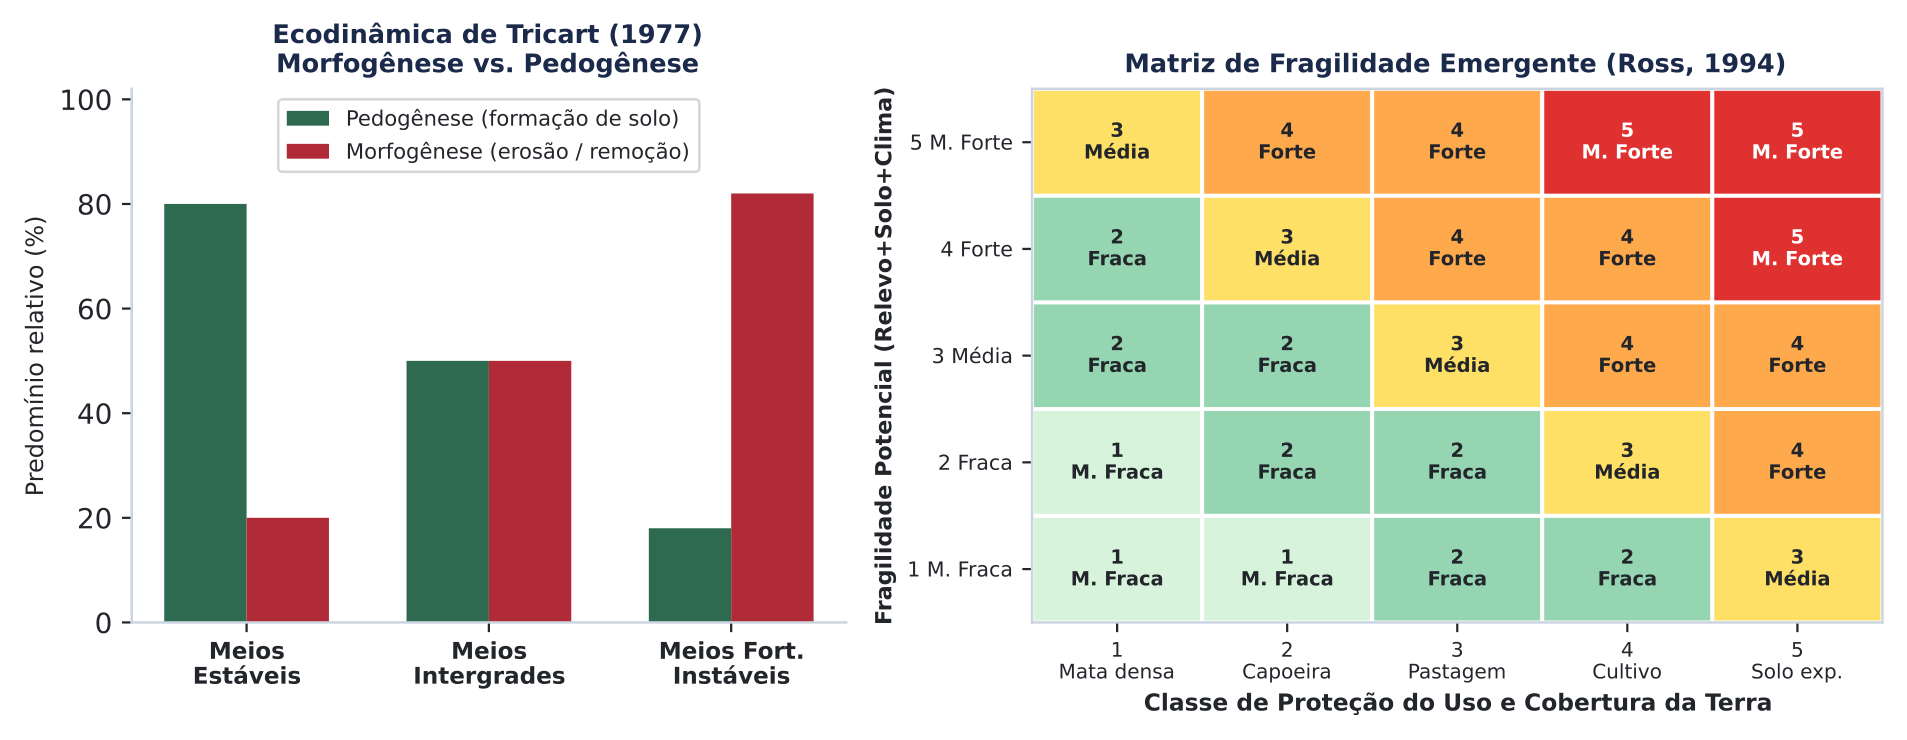 Ecodinâmica de Tricart (1977)
Morfogênese vs. Pedogênese
Pedogênese (formação de solo)
Morfogênese (erosão / remoção)
Predomínio relativo (%)
100
80
60
40
20
0
Meios
Estáveis
Meios
Intergrades
Meios Fort.
Instáveis
Matriz de Fragilidade Emergente (Ross, 1994)
Fragilidade Potencial (Relevo+Solo+Clima)
5 M. Forte
3
Média
4
Forte
4
Forte
5
M. Forte
5
M. Forte
4 Forte
2
Fraca
3
Média
4
Forte
4
Forte
5
M. Forte
3 Média
2
Fraca
2
Fraca
3
Média
4
Forte
4
Forte
2 Fraca
1
M. Fraca
2
Fraca
2
Fraca
3
Média
4
Forte
1 M. Fraca
1
M. Fraca
1
M. Fraca
2
Fraca
2
Fraca
3
Média
1
Mata densa
2
Capoeira
3
Pastagem
4
Cultivo
5
Solo exp.
Classe de Proteção do Uso e Cobertura da Terra